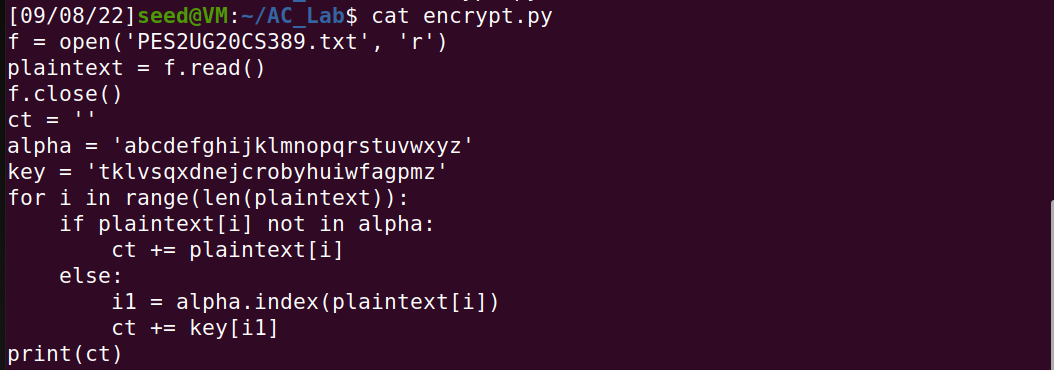 [09/08/22]seed@VM:~/AC_Lab$ cat encrypt.py
f = open('PES2UG20CS389.txt', 'r')
plaintext = f.read()
f.close()
ct = ''
alpha = 'abcdefghijklmnopqrstuvwxyz'
key = 'tklvsqxdnejcrobyhuiwfagpmz'
for i in range(len(plaintext)):
    if plaintext[i] not in alpha:
        ct += plaintext[i]
    else:
        i1 = alpha.index(plaintext[i])
        ct += key[i1]
print(ct)